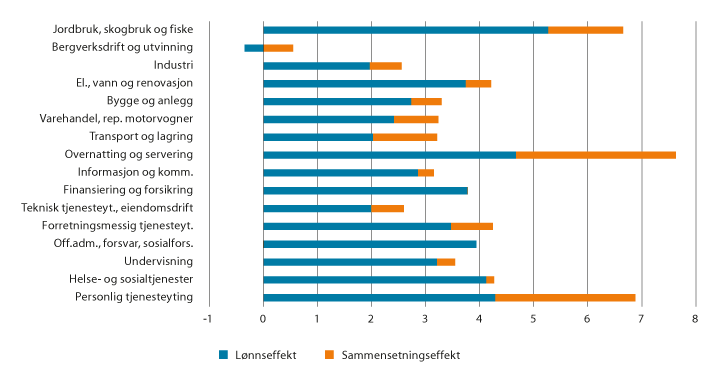 Jordbruk, skogbruk og fiske
Bergverksdrift og utvinning
Industri
El., vann og renovasjon
Bygge og anlegg
Varehandel, rep. motorvogner
Transport og lagring
Overnatting og servering
Informasjon og komm.
Finansiering og forsikring
Teknisk tjenesteyt., eiendomsdrift
Forretningsmessig tjenesteyt.
Off.adm., forsvar, sosialfors.
Undervisning
Helse- og sosialtjenester
Personlig tjenesteyting
-1 0 1 2 3 4 5 6 7 8
Lønnseffekt Sammensetningseffekt